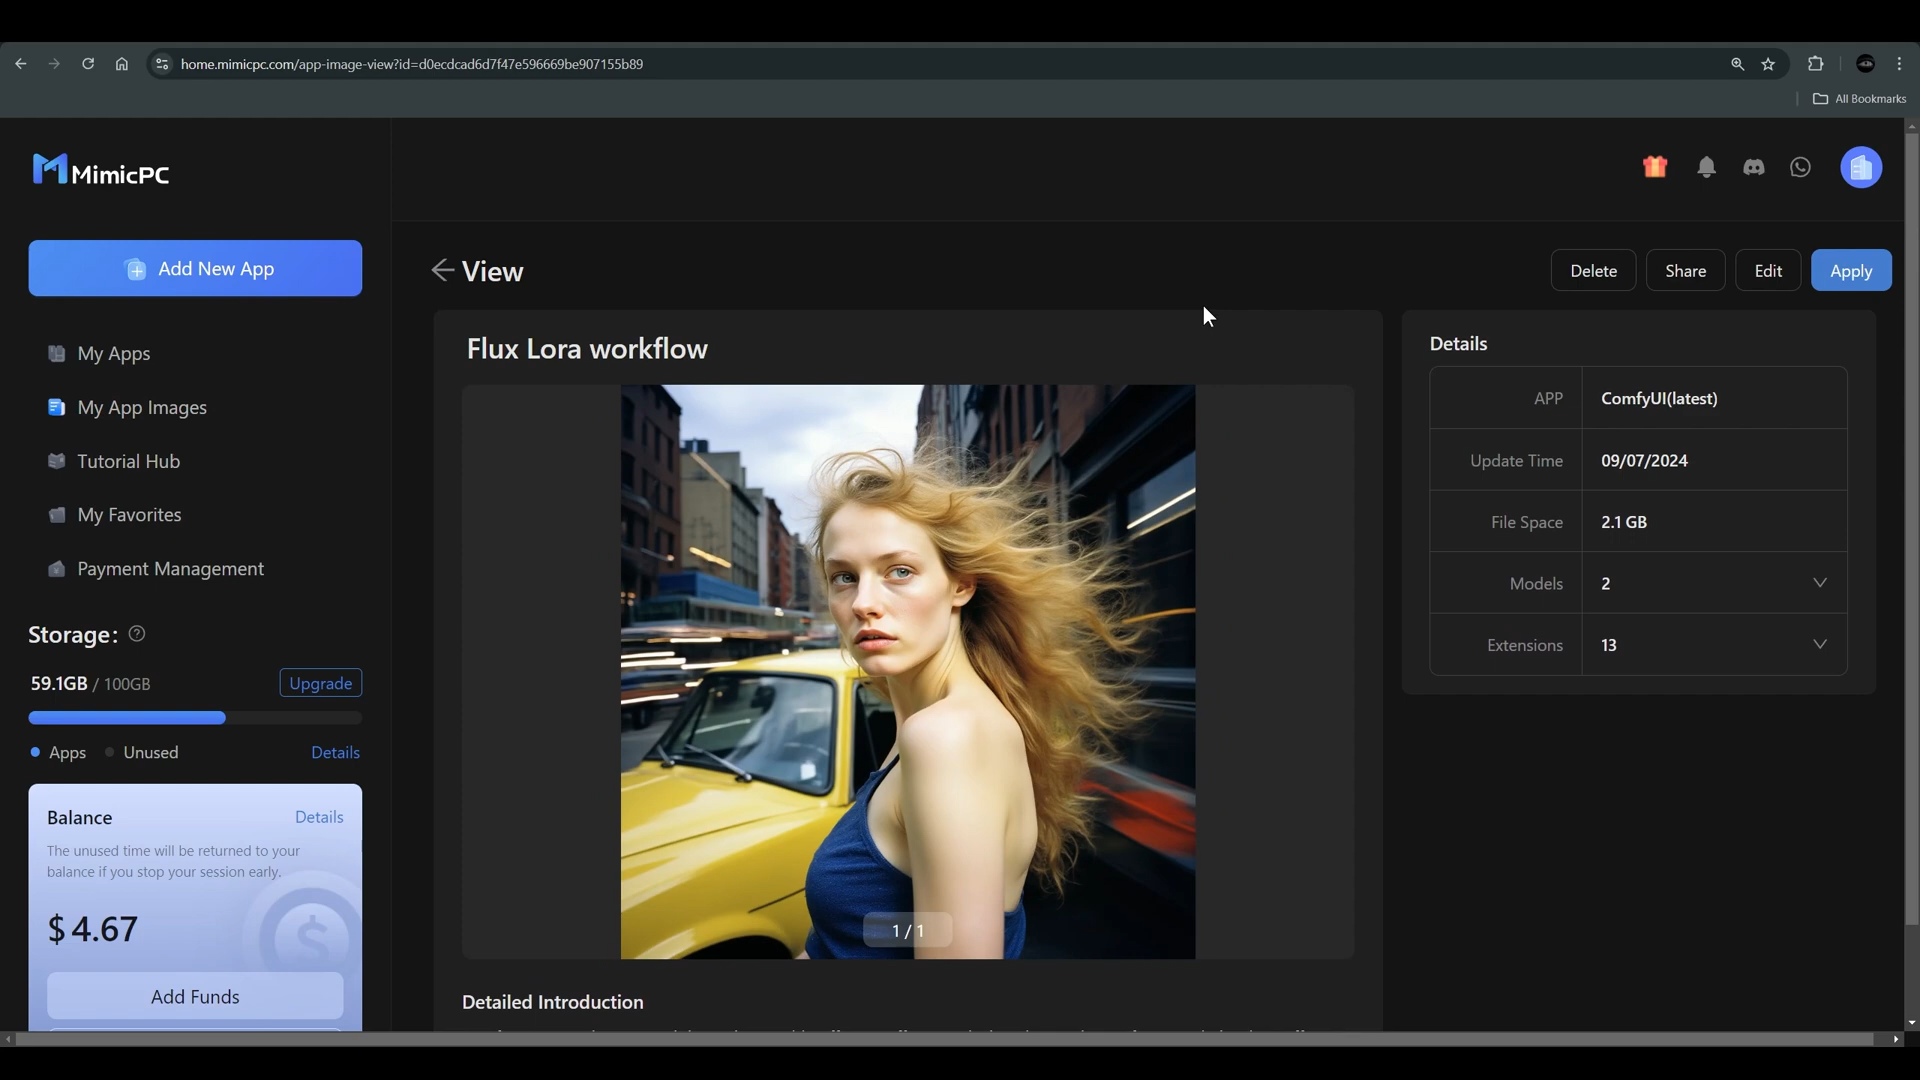 home.mimicpc.com/app-image-view?id=d0ecdcad6d7f47e596669be907155b89
All Bookmarks
MimicPC
Add New App
My Apps
My App Images
Tutorial Hub
My Favorites
Payment Management
Storage:
59.1GB / 100GB
Upgrade
Apps
Unused
Details
Balance
Details
The unused time will be returned to your
balance if you stop your session early.
$ 4.67
Add Funds
View
Delete
Share
Edit
Apply
Flux Lora workflow
1 / 1
Detailed Introduction
Details
APP ComfyUI(latest)
Update Time 09/07/2024
File Space 2.1 GB
Models 2
Extensions 13